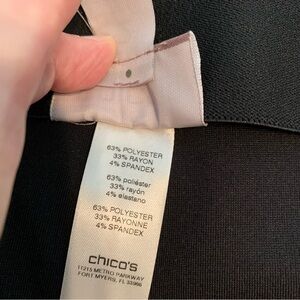 63% POLYESTER
33% RAYON
4% SPANDEX
63% poliéster
33% rayón
4% elastano
63% POLYESTER
33% RAYONNE
4% SPANDEX
chico's
11215 METRO PARKWAY
FORT MYERS, FL 33966